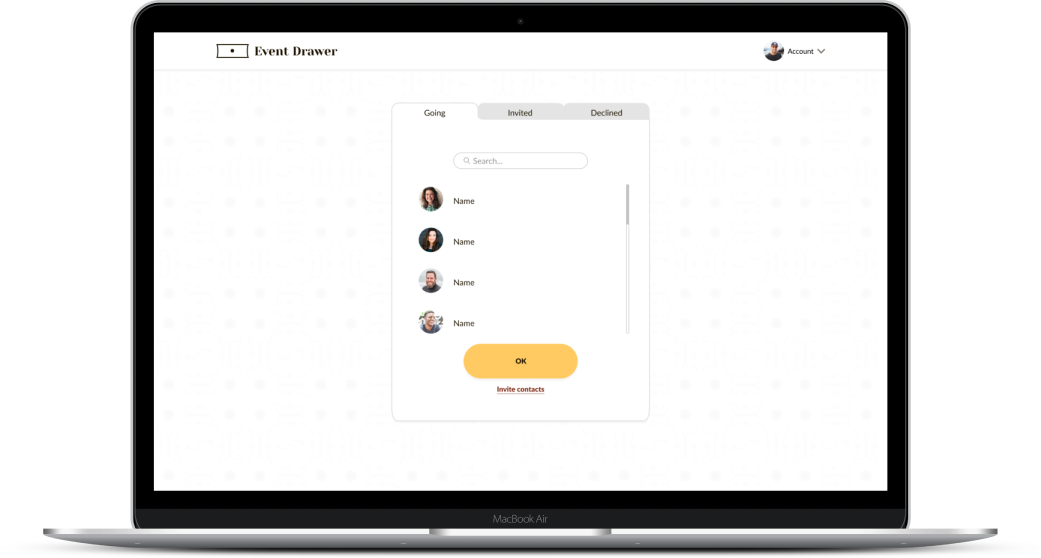 Event Drawer
Account
Going Invited Declined
Search...
Name
Name
Name
Name
OK
Invite contacts
MacBook Air